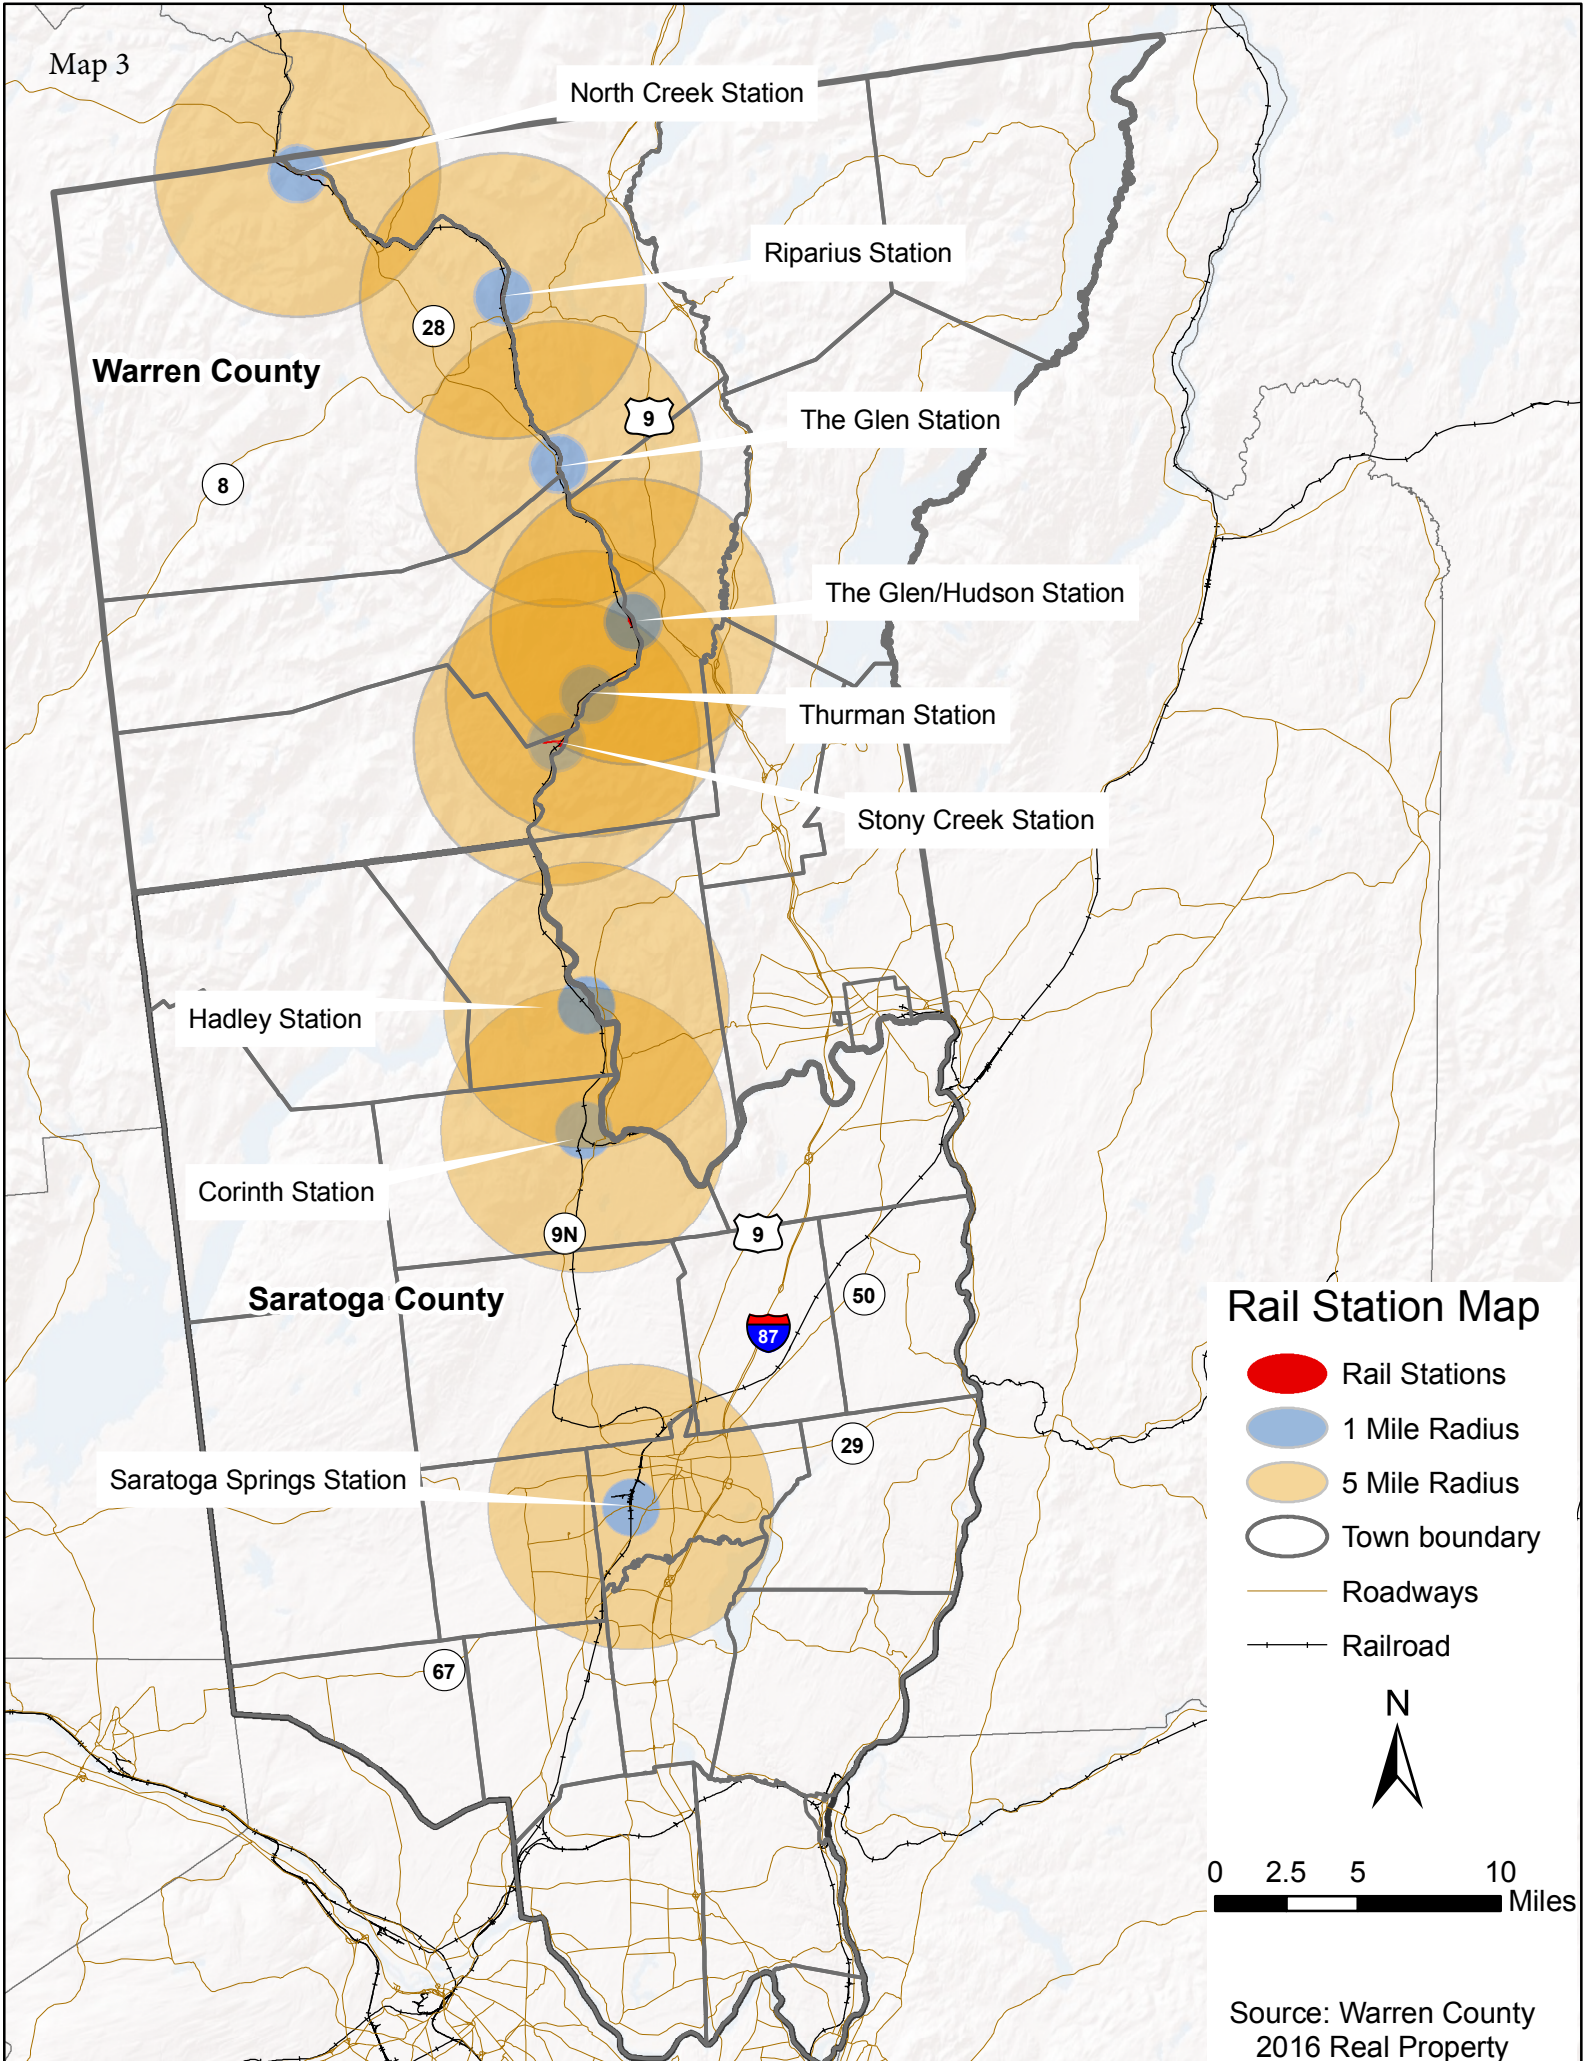 Map 3
North Creek Station
Riparius Station
28
Warren County
9
The Glen Station
8
The Glen/Hudson Station
Thurman Station
Stony Creek Station
Hadley Station
Corinth Station
9N
9
Saratoga County
50
87
29
Saratoga Springs Station
67
Rail Station Map
Rail Stations
1 Mile Radius
5 Mile Radius
Town boundary
Roadways
Railroad
N
0 2.5 5 10
Miles
Source: Warren County
2016 Real Property